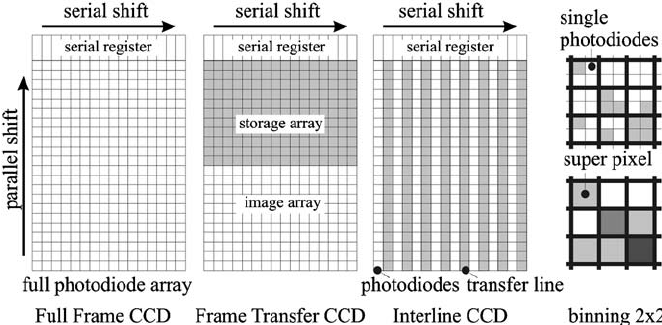 serial shift
serial register
parallel shift
full photodiode array
Full Frame CCD
serial shift
serial register
storage array
image array
Frame Transfer CCD
serial shift
serial register
photodiodes transfer line
Interline CCD
single
photodiodes
super pixel
binning 2x2